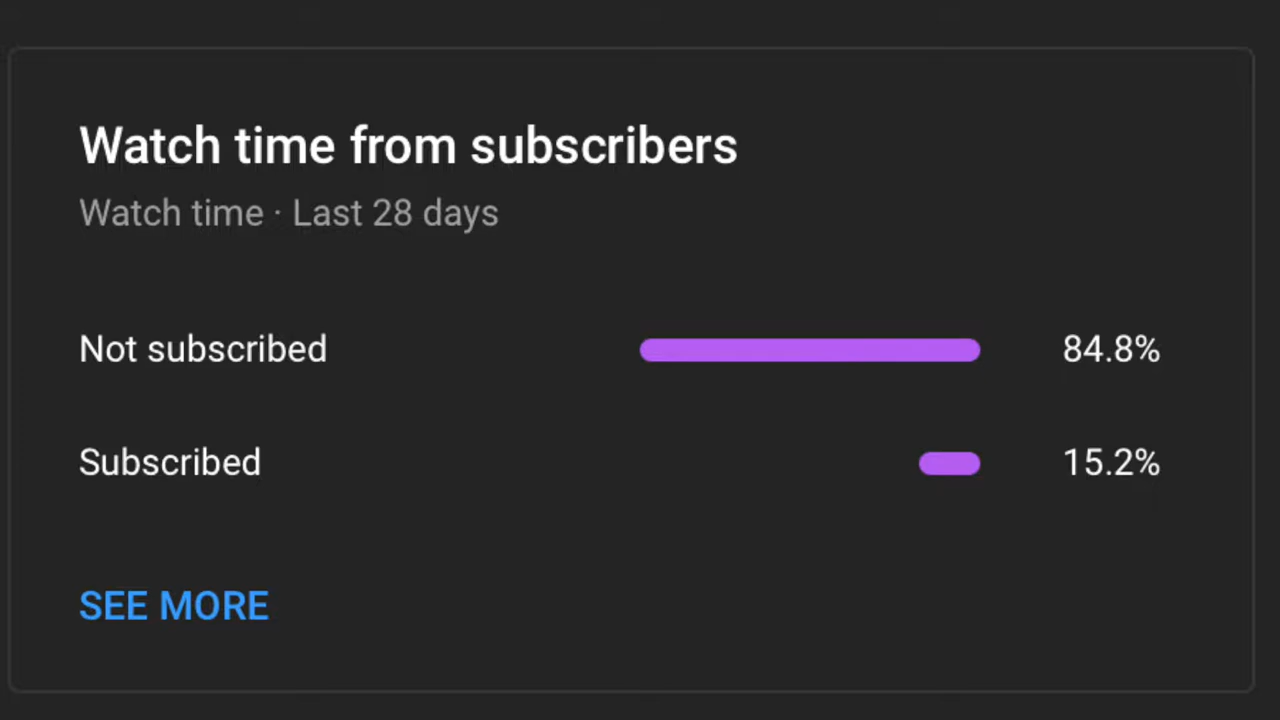 Watch time from subscribers
Watch time · Last 28 days
Not subscribed 84.8%
Subscribed 15.2%
SEE MORE